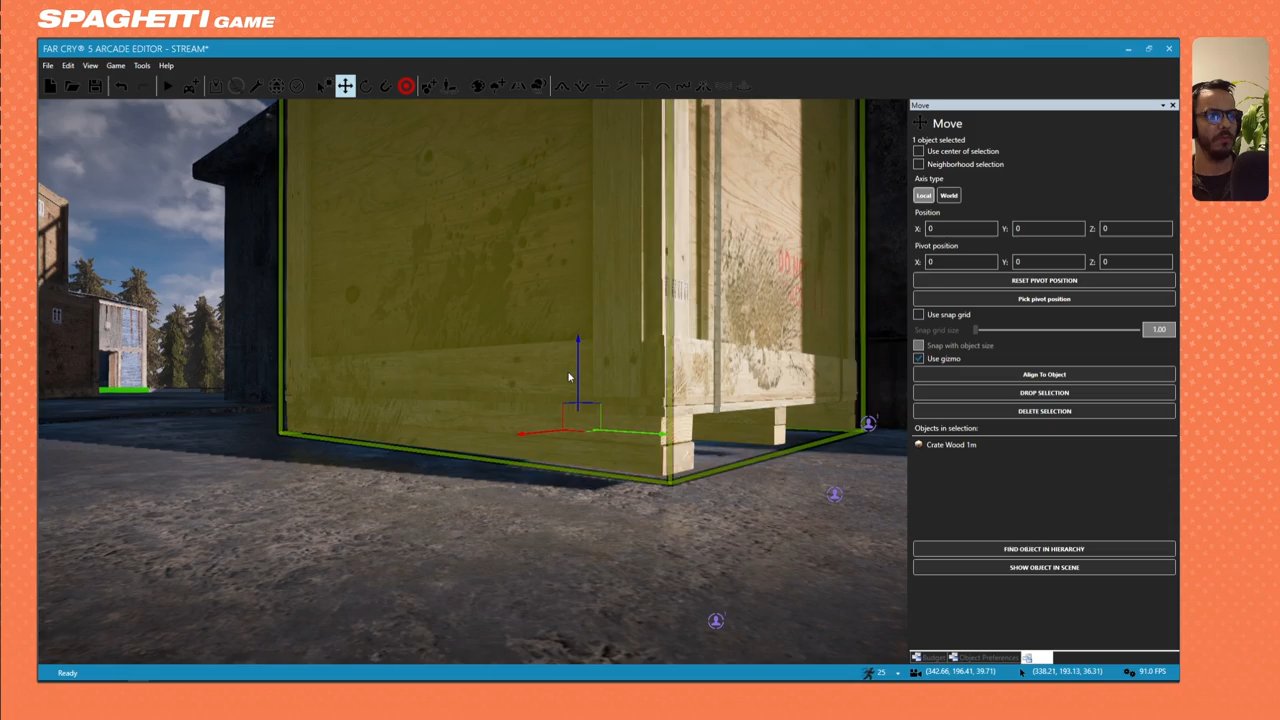 SPAGHETTI GAME
FAR CRY® 5 ARCADE EDITOR - STREAM*
File Edit View Game Tools Help
Move
Move
1 object selected
Use center of selection
Neighborhood selection
Axis type
Local World
Position
X: 0 Y: 0 Z: 0
Pivot position
X: 0 Y: 0 Z: 0
RESET PIVOT POSITION
Pick pivot position
Use snap grid
Snap grid size 1.00
Snap with object size
Use gizmo
Align To Object
DROP SELECTION
DELETE SELECTION
Objects in selection:
Crate Wood 1m
FIND OBJECT IN HIERARCHY
SHOW OBJECT IN SCENE
Budget Object Preferences
Ready 25 (342.66, 196.41, 39.71) (338.21, 193.13, 36.31) 91.0 FPS